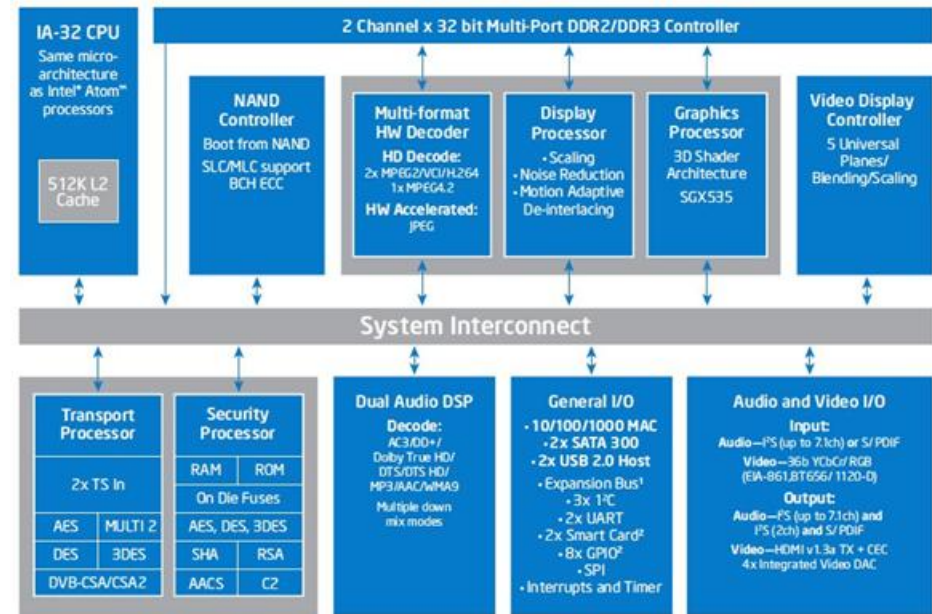 IA-32 CPU
Same micro-
architecture
as Intel® Atom™
processors
512K L2
Cache
2 Channel x 32 bit Multi-Port DDR2/DDR3 Controller
NAND
Controller
Boot from NAND
SLC/MLC support
BCH ECC
Multi-format
HW Decoder
HD Decode:
2x MPEG2/VC1/H.264
1x MPEG4.2
HW Accelerated:
JPEG
Display
Processor
• Scaling
• Noise Reduction
• Motion Adaptive
De-interlacing
Graphics
Processor
3D Shader
Architecture
SGX535
Video Display
Controller
5 Universal
Planes/
Blending/Scaling
System Interconnect
Transport
Processor
2x TS In
AES
MULTI 2
DES
3DES
DVB-CSA/CSA2
Security
Processor
RAM
ROM
On Die Fuses
AES, DES, 3DES
SHA
RSA
AACS
C2
Dual Audio DSP
Decode:
AC3/DD+/
Dolby True HD/
DTS/DTS HD/
MP3/AAC/WMA9
Multiple down
mix modes
General I/O
• 10/100/1000 MAC
• 2x SATA 300
• 2x USB 2.0 Host
• Expansion Bus¹
• 3x I²C
• 2x UART
• 2x Smart Card²
• 8x GPIO²
• SPI
• Interrupts and Timer
Audio and Video I/O
Input:
Audio—I²S (up to 7.1ch) or S/PDIF
Video—36b YCbCr/RGB
(EIA-861,BT656/1120-D)
Output:
Audio—I²S (up to 7.1ch) and
I²S (2ch) and S/PDIF
Video—HDMI v1.3a TX + CEC
4x Integrated Video DAC